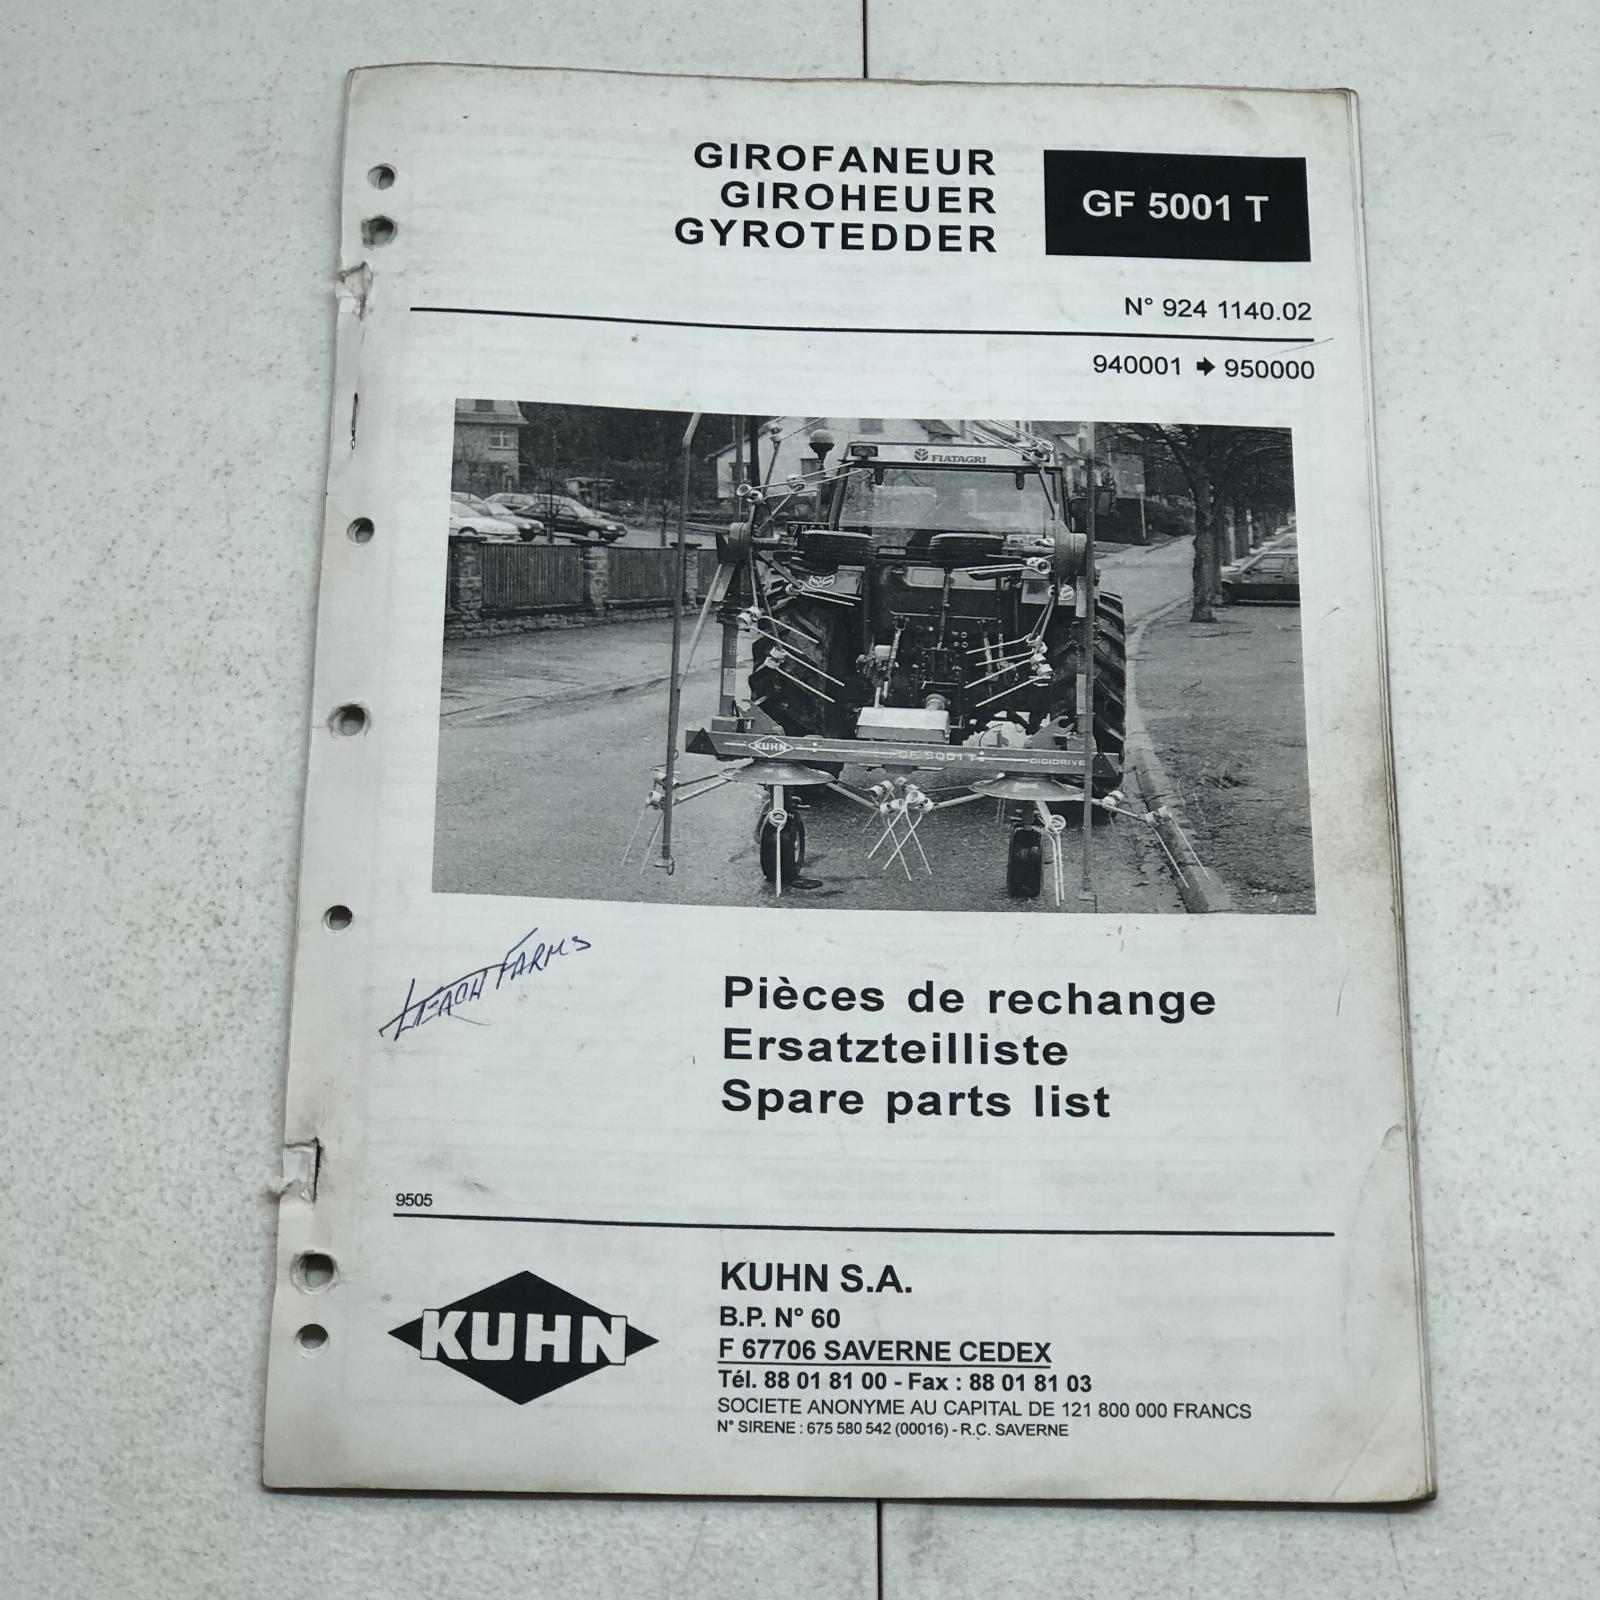 GIROFANEUR
GIROHEUER
GYROTEDDER
GF 5001 T
N° 924 1140.02
940001 ➔ 950000
FIATAGRI
KUHN
GF 5001 T
DIGIDRIVE
LEACH FARMS
Pièces de rechange
Ersatzteilliste
Spare parts list
9505
KUHN
KUHN S.A.
B.P. N° 60
F 67706 SAVERNE CEDEX
Tél. 88 01 81 00 - Fax : 88 01 81 03
SOCIETE ANONYME AU CAPITAL DE 121 800 000 FRANCS
N° SIRENE : 675 580 542 (00016) - R.C. SAVERNE